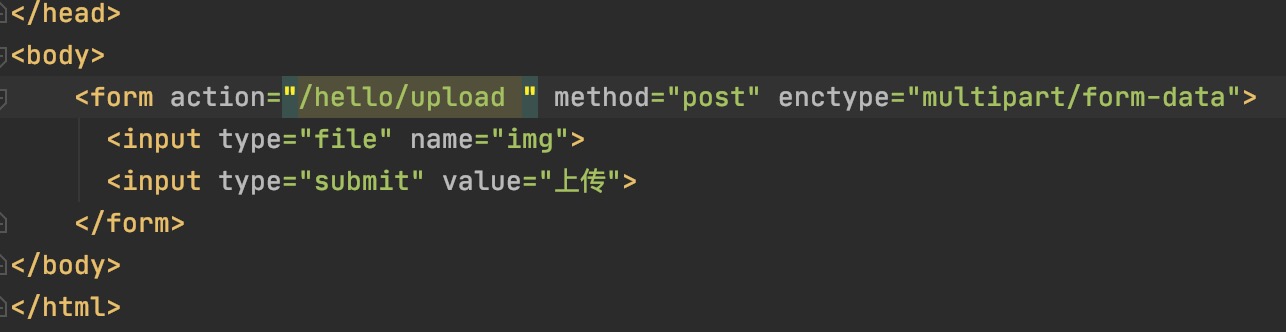 </head>
<body>
<form action="/hello/upload " method="post" enctype="multipart/form-data">
<input type="file" name="img">
<input type="submit" value="上传">
</form>
</body>
</html>